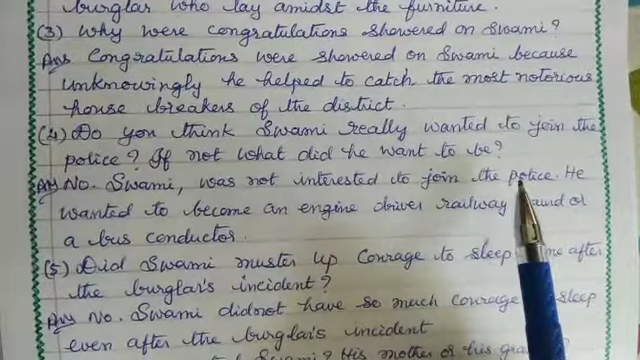 burglar who lay amidst the furniture.
(3) Why were congratulations showered on Swami?
Ans Congratulations were showered on Swami because
unknowingly he helped to catch the most notorious
house breakers of the district.
(4) Do you think Swami really wanted to join the
police? If not what did he want to be?
Ans No. Swami, was not interested to join the police. He
wanted to become an engine driver railway or
a bus conductor.
(5) Did Swami muster up Courage to sleep after
the burglar's incident?
Ans No. Swami didnot have so much courage sleep
even after the burglar's incident
Swami? His mother or his